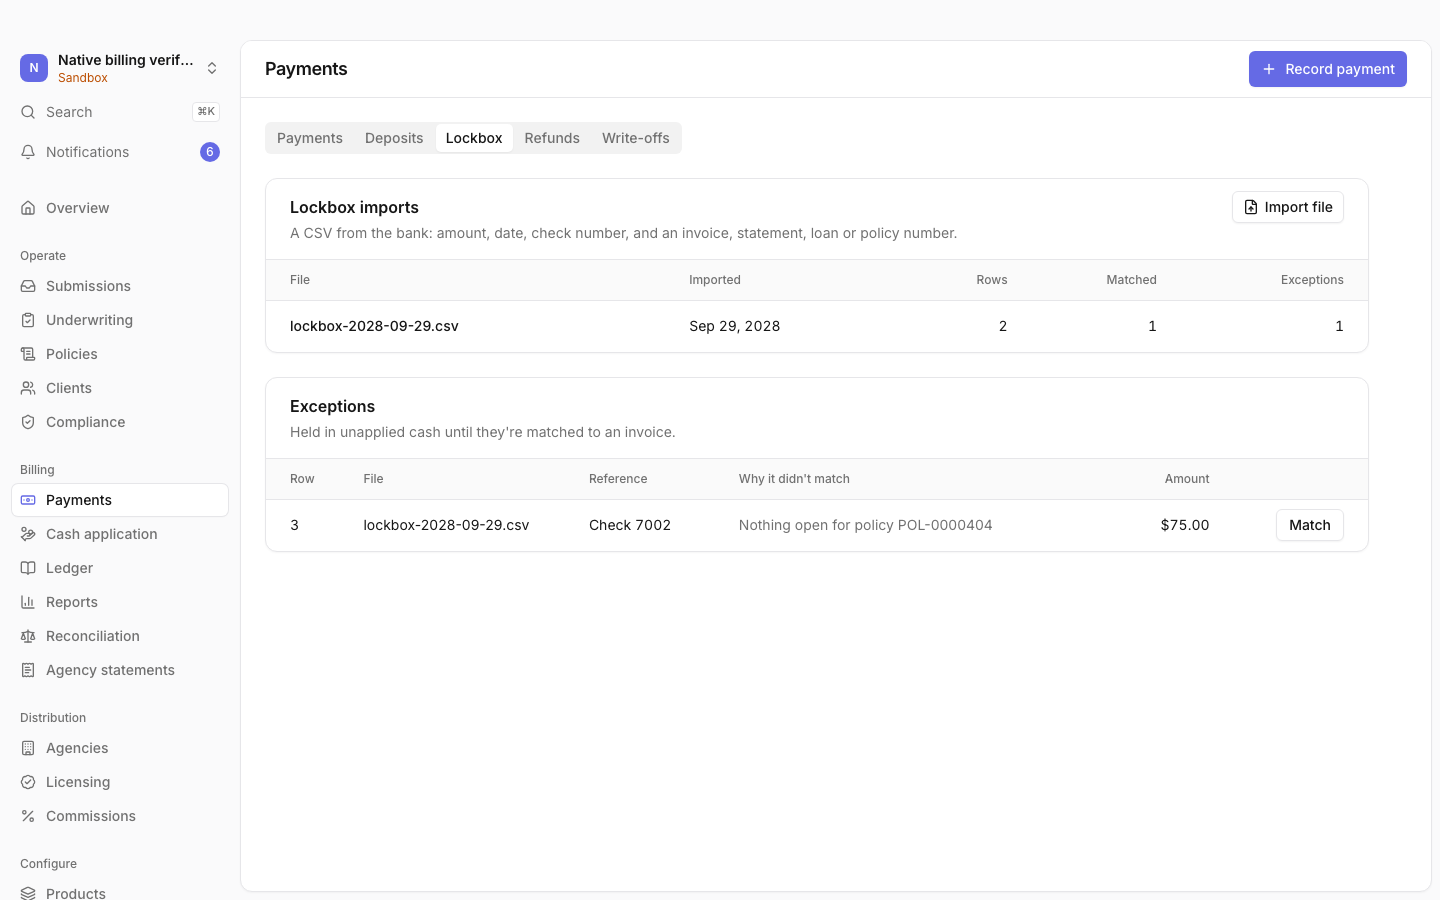 N
Native billing verif...
Sandbox
Search
⌘K
Notifications
6
Overview
Operate
Submissions
Underwriting
Policies
Clients
Compliance
Billing
Payments
Cash application
Ledger
Reports
Reconciliation
Agency statements
Distribution
Agencies
Licensing
Commissions
Configure
Products
Payments
Record payment
Payments Deposits Lockbox Refunds Write-offs
Lockbox imports
Import file
A CSV from the bank: amount, date, check number, and an invoice, statement, loan or policy number.
File Imported Rows Matched Exceptions
lockbox-2028-09-29.csv Sep 29, 2028 2 1 1
Exceptions
Held in unapplied cash until they're matched to an invoice.
Row File Reference Why it didn't match Amount
3 lockbox-2028-09-29.csv Check 7002 Nothing open for policy POL-0000404 $75.00 Match